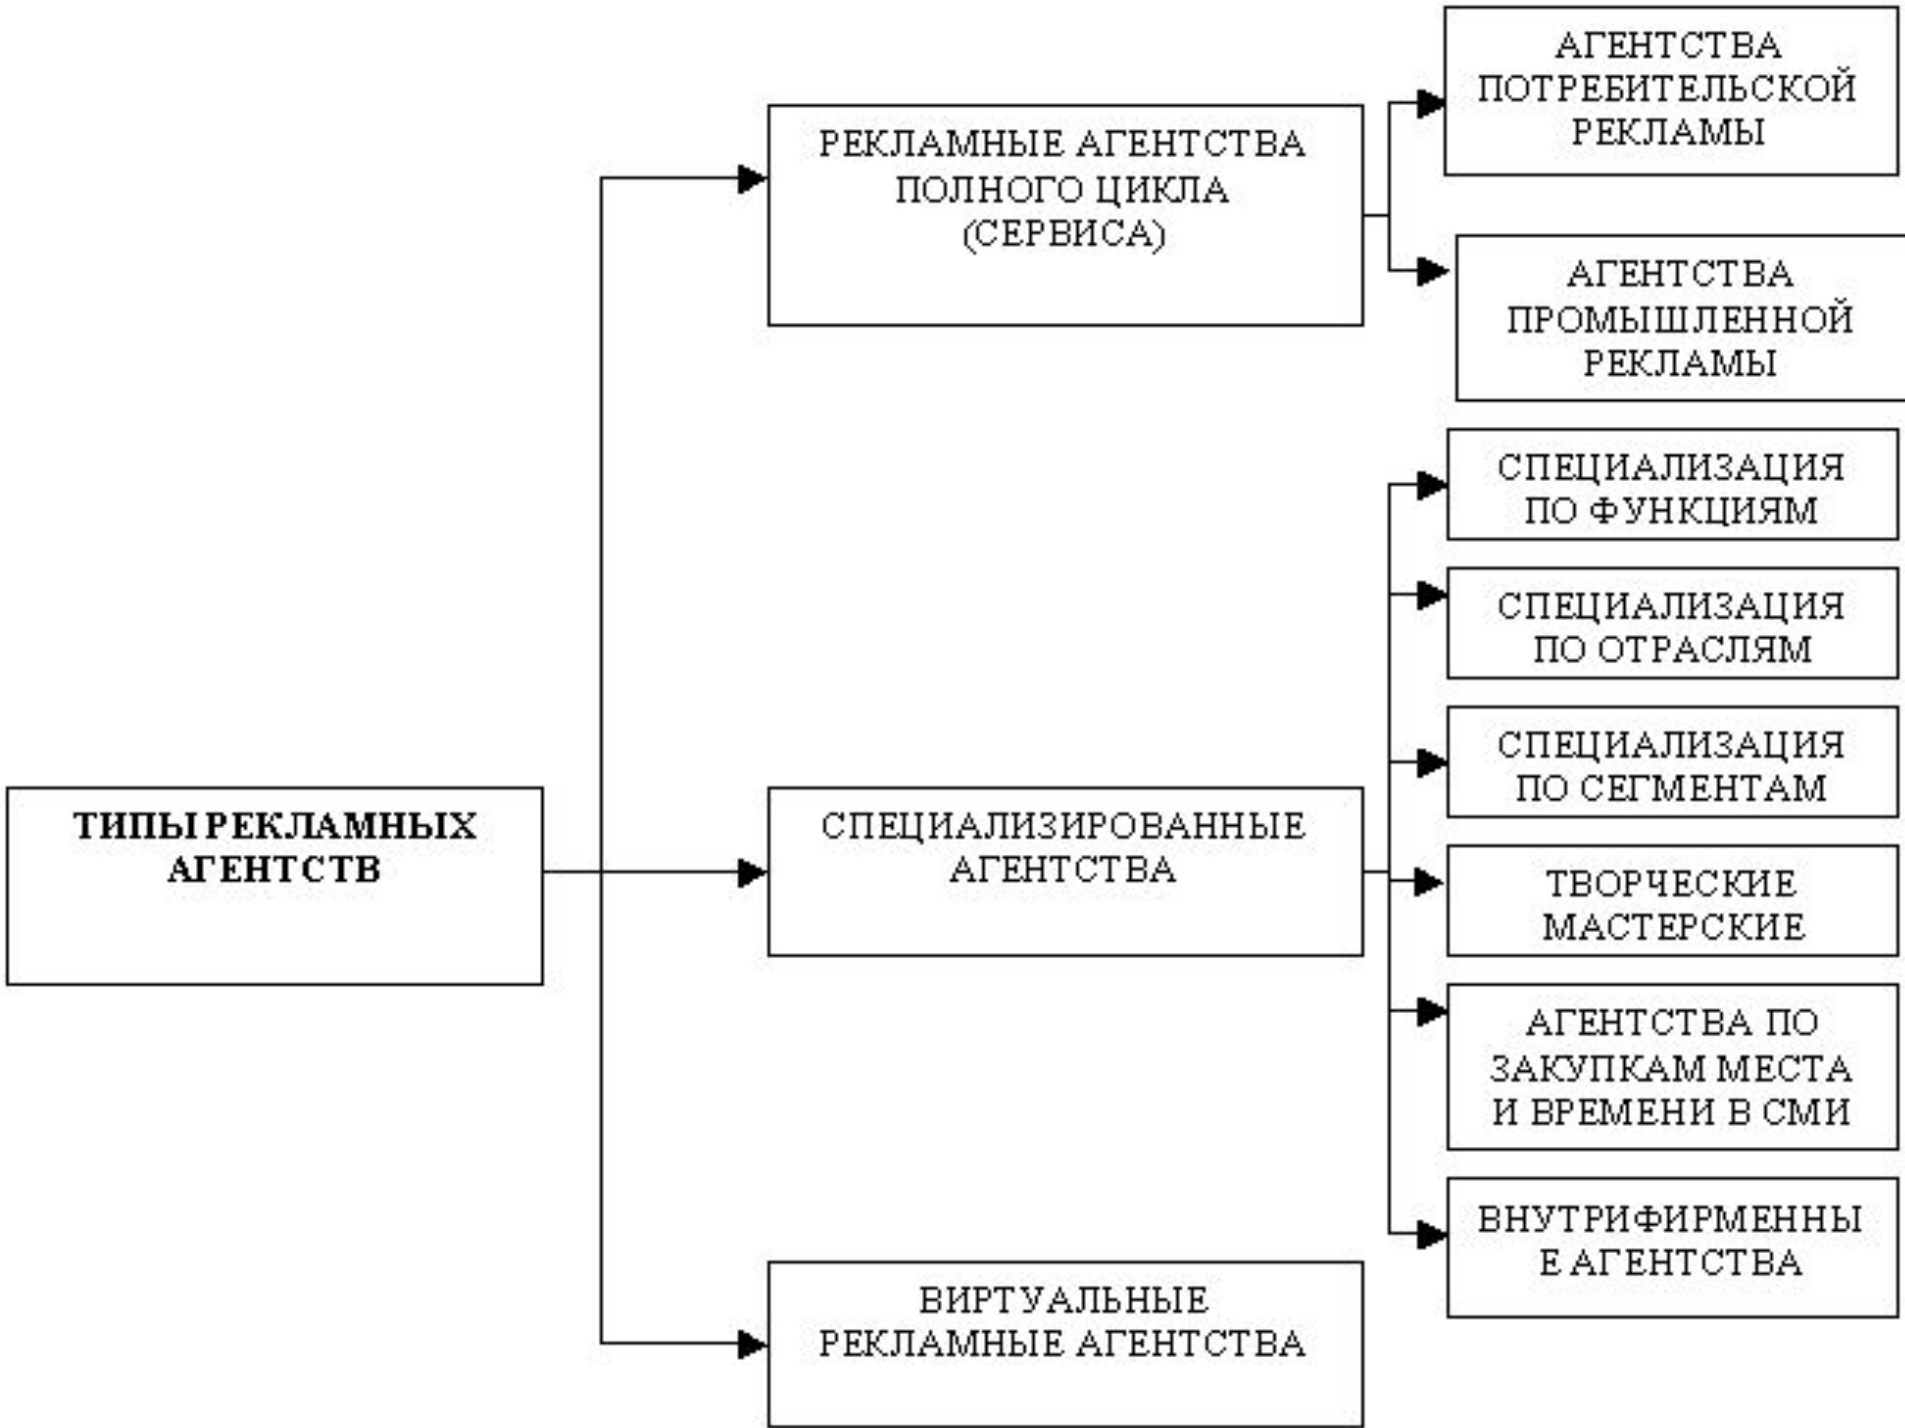 АГЕНТСТВА
ПОТРЕБИТЕЛЬСКОЙ
РЕКЛАМЫ
РЕКЛАМНЫЕ АГЕНТСТВА
ПОЛНОГО ЦИКЛА
(СЕРВИСА)
АГЕНТСТВА
ПРОМЫШЛЕННОЙ
РЕКЛАМЫ
СПЕЦИАЛИЗАЦИЯ
ПО ФУНКЦИЯМ
СПЕЦИАЛИЗАЦИЯ
ПО ОТРАСЛЯМ
СПЕЦИАЛИЗАЦИЯ
ПО СЕГМЕНТАМ
ТИПЫ РЕКЛАМНЫХ
АГЕНТСТВ
СПЕЦИАЛИЗИРОВАННЫЕ
АГЕНТСТВА
ТВОРЧЕСКИЕ
МАСТЕРСКИЕ
АГЕНТСТВА ПО
ЗАКУПКАМ МЕСТА
И ВРЕМЕНИ В СМИ
ВНУТРИФИРМЕННЫ
Е АГЕНТСТВА
ВИРТУАЛЬНЫЕ
РЕКЛАМНЫЕ АГЕНТСТВА